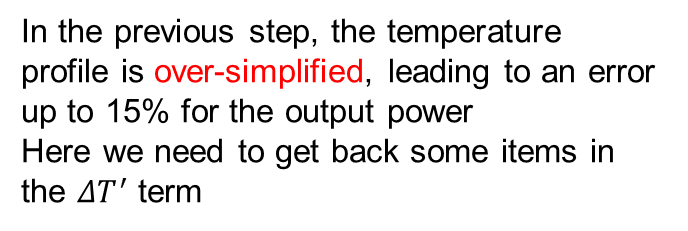 In the previous step, the temperature
profile is over-simplified, leading to an error
up to 15% for the output power
Here we need to get back some items in
the ΔT′ term